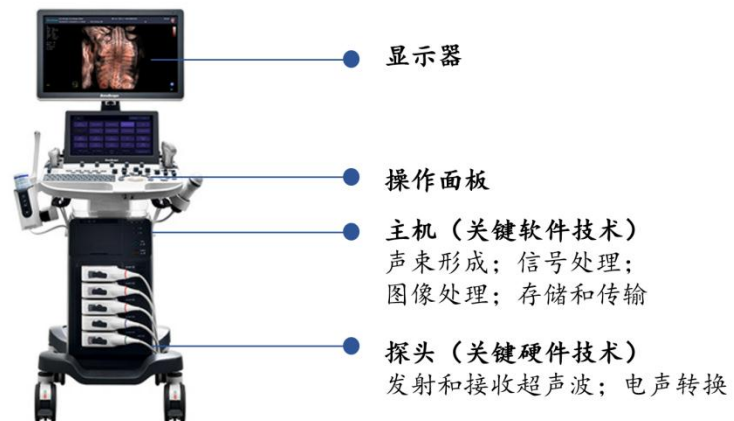 显示器
操作面板
主机（关键软件技术）
声束形成；信号处理；
图像处理；存储和传输
探头（关键硬件技术）
发射和接收超声波；电声转换